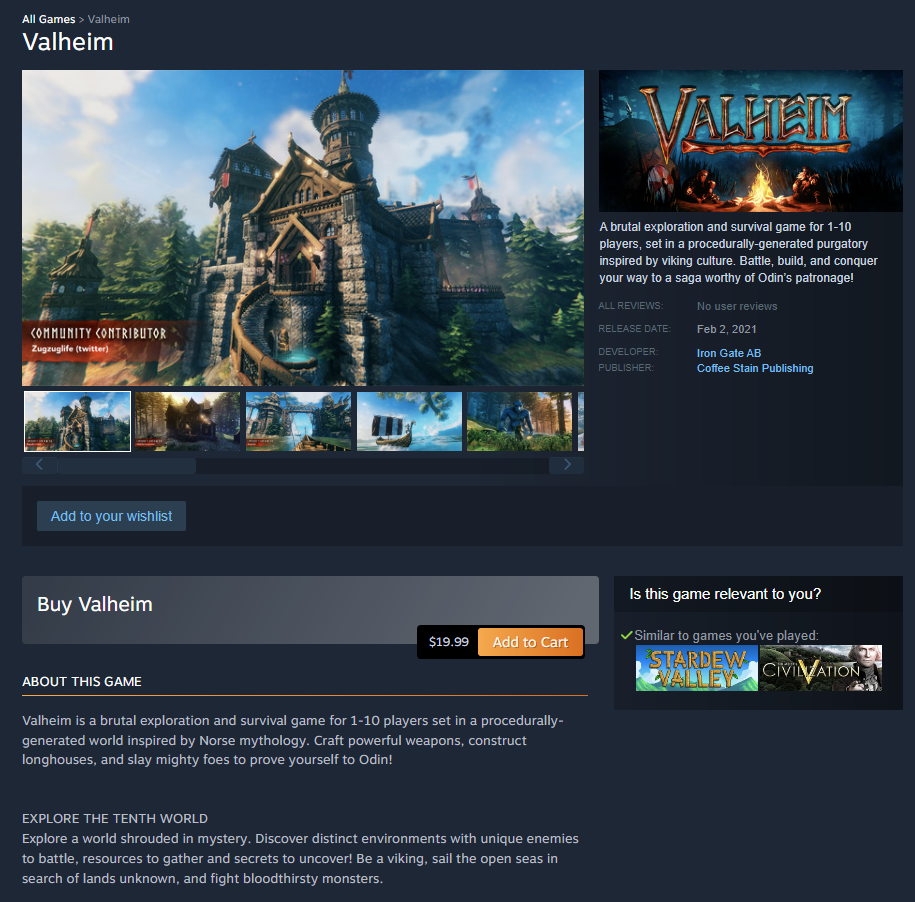 All Games > Valheim
Valheim
COMMUNITY CONTRIBUTOR
Zugzuglife (twitter)
VALHEIM
A brutal exploration and survival game for 1-10
players, set in a procedurally-generated purgatory
inspired by viking culture. Battle, build, and conquer
your way to a saga worthy of Odin's patronage!
ALL REVIEWS: No user reviews
RELEASE DATE: Feb 2, 2021
DEVELOPER: Iron Gate AB
PUBLISHER: Coffee Stain Publishing
Add to your wishlist
Buy Valheim
$19.99 Add to Cart
Is this game relevant to you?
Similar to games you've played:
STARDEW
VALLEY
CIVILIZATION
V
ABOUT THIS GAME
Valheim is a brutal exploration and survival game for 1-10 players set in a procedurally-
generated world inspired by Norse mythology. Craft powerful weapons, construct
longhouses, and slay mighty foes to prove yourself to Odin!
EXPLORE THE TENTH WORLD
Explore a world shrouded in mystery. Discover distinct environments with unique enemies
to battle, resources to gather and secrets to uncover! Be a viking, sail the open seas in
search of lands unknown, and fight bloodthirsty monsters.